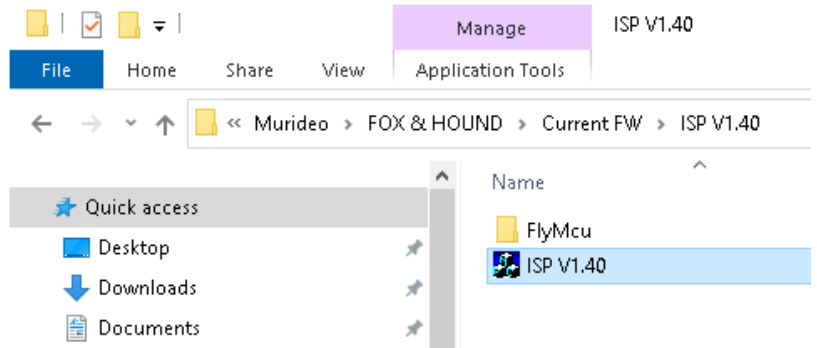 Manage ISP V1.40
File Home Share View Application Tools
« Murideo > FOX & HOUND > Current FW > ISP V1.40
Name
Quick access
FlyMcu
Desktop
ISP V1.40
Downloads
Documents